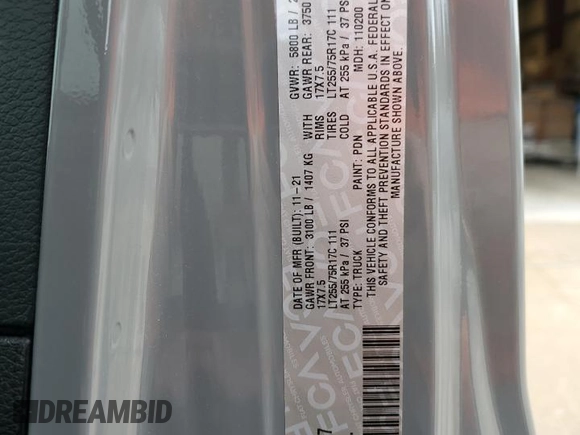 DATE OF MFR (BUILT): 11-21 GVWR: 5800 LB /
GAWR FRONT: 3100 LB / 1407 KG WITH GAWR REAR: 3750
17X7.5 RIMS 17X7.5
LT255/75R17C 111 TIRES LT255/75R17C 111
AT 255 kPa / 37 PSI COLD AT 255 kPa / 37 PSI
TYPE: TRUCK PAINT: PDN MDH: 110200
THIS VEHICLE CONFORMS TO ALL APPLICABLE U.S.A. FEDERAL
SAFETY AND THEFT PREVENTION STANDARDS IN EFFECT ON
MANUFACTURE SHOWN ABOVE.
DREAMBID